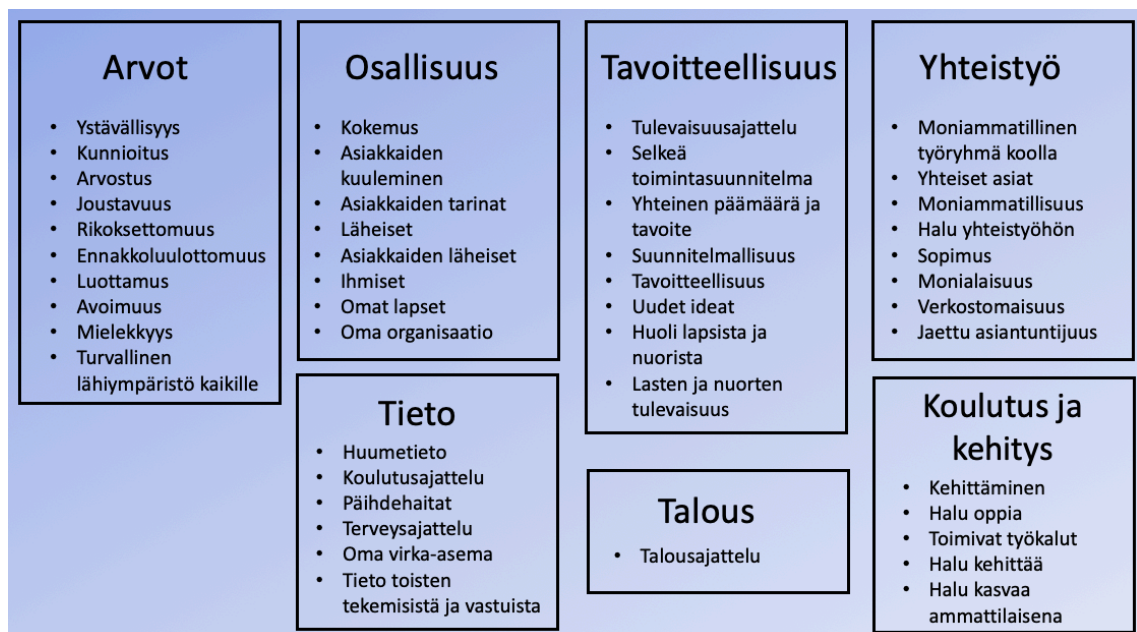 Arvot
• Ystävällisyys
• Kunnioitus
• Arvostus
• Joustavuus
• Rikoksettomuus
• Ennakkoluulottomuus
• Luottamus
• Avoimuus
• Mielekkyys
• Turvallinen
lähiympäristö kaikille
Osallisuus
• Kokemus
• Asiakkaiden
kuuleminen
• Asiakkaiden tarinat
• Läheiset
• Asiakkaiden läheiset
• Ihmiset
• Omat lapset
• Oma organisaatio
Tavoitteellisuus
• Tulevaisuusajattelu
• Selkeä
toimintasuunnitelma
• Yhteinen päämäärä ja
tavoite
• Suunnitelmallisuus
• Tavoitteellisuus
• Uudet ideat
• Huoli lapsista ja
nuorista
• Lasten ja nuorten
tulevaisuus
Yhteistyö
• Moniammatillinen
työryhmä koolla
• Yhteiset asiat
• Moniammatillisuus
• Halu yhteistyöhön
• Sopimus
• Monialaisuus
• Verkostomaisuus
• Jaettu asiantuntijuus
Tieto
• Huumetieto
• Koulutusajattelu
• Päihdehaitat
• Terveysajattelu
• Oma virka-asema
• Tieto toisten
tekemisistä ja vastuista
Talous
• Talousajattelu
Koulutus ja
kehitys
• Kehittäminen
• Halu oppia
• Toimivat työkalut
• Halu kehittää
• Halu kasvaa
ammattilaisena